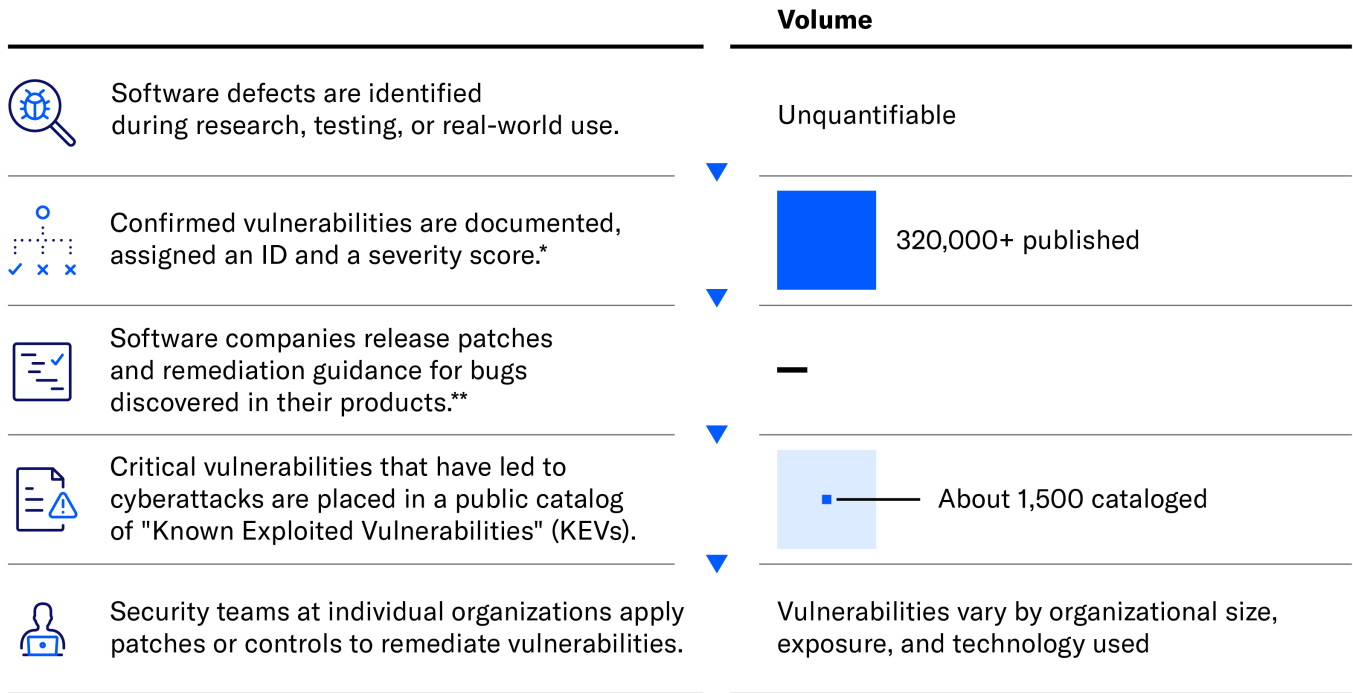 Volume
Software defects are identified
during research, testing, or real-world use.
Unquantifiable
Confirmed vulnerabilities are documented,
assigned an ID and a severity score.*
320,000+ published
Software companies release patches
and remediation guidance for bugs
discovered in their products.**
Critical vulnerabilities that have led to
cyberattacks are placed in a public catalog
of "Known Exploited Vulnerabilities" (KEVs).
About 1,500 cataloged
Security teams at individual organizations apply
patches or controls to remediate vulnerabilities.
Vulnerabilities vary by organizational size,
exposure, and technology used